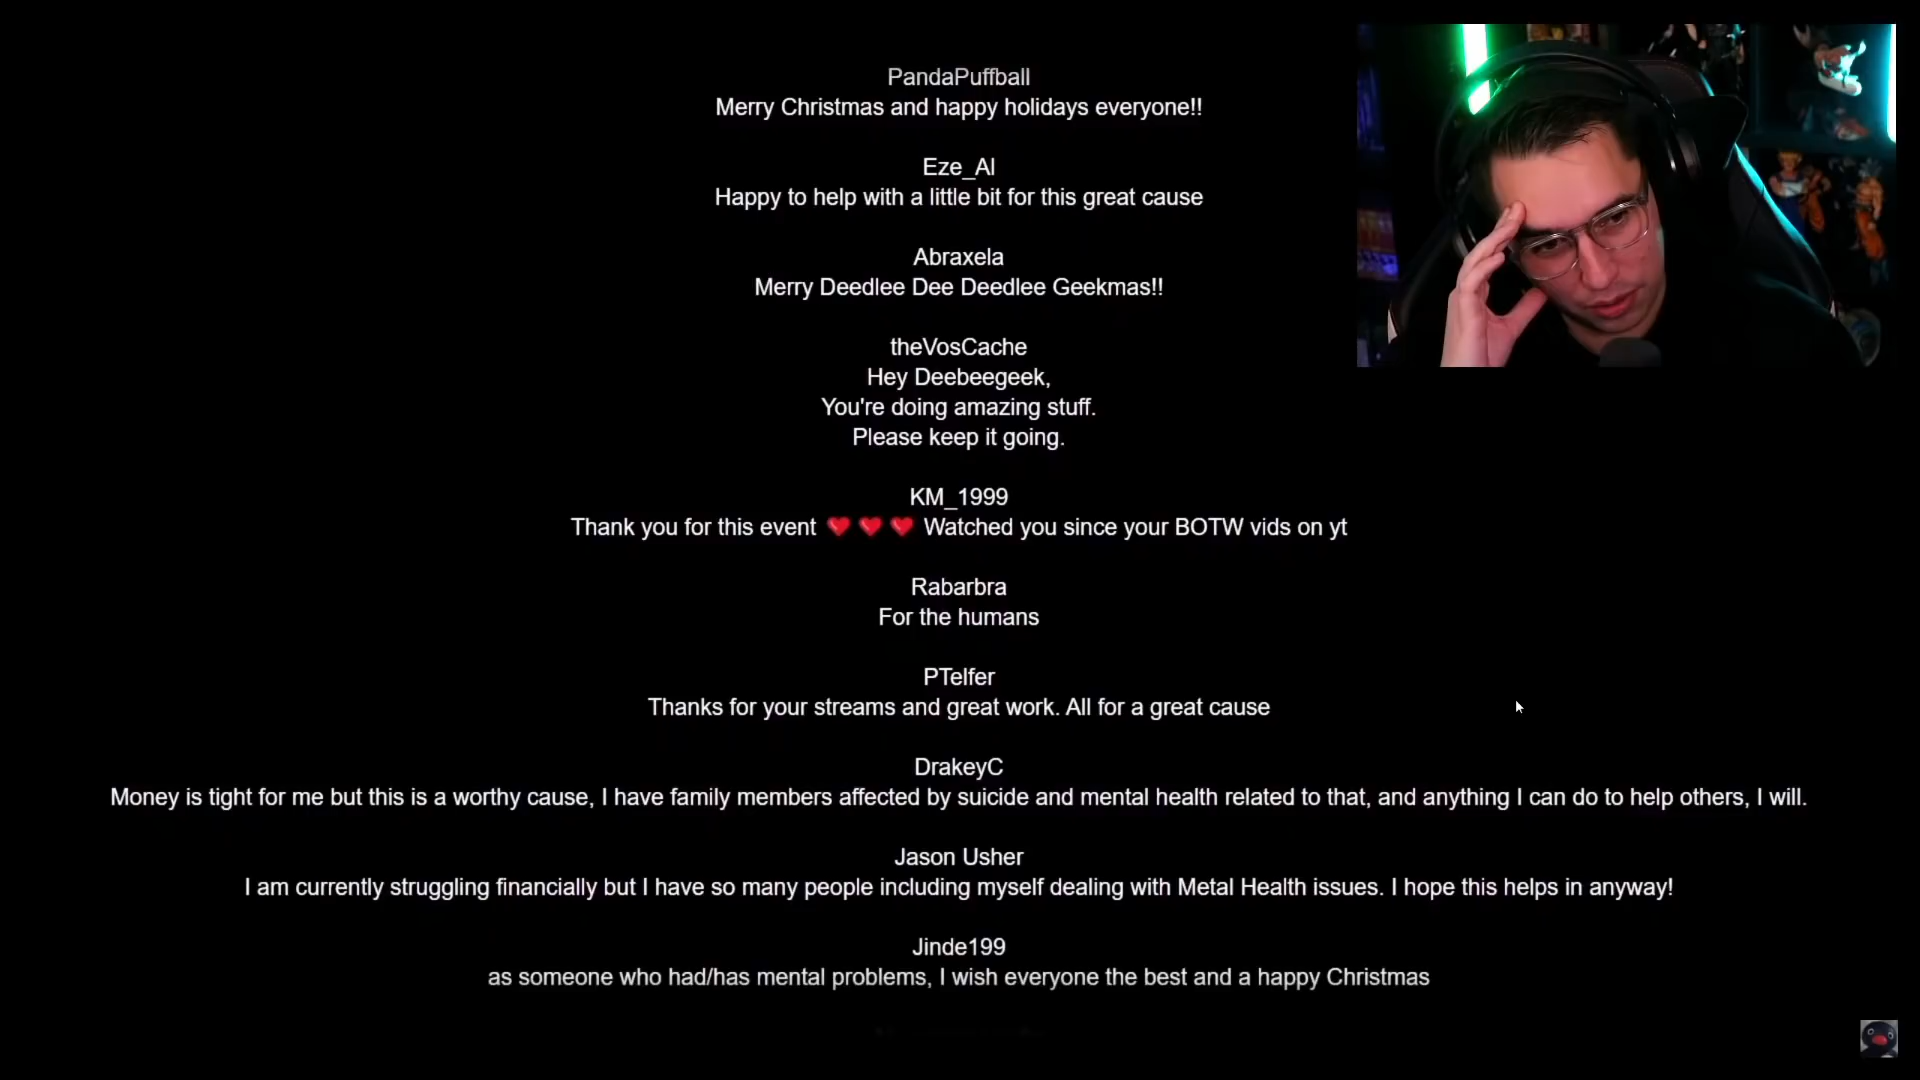 PandaPuffball
Merry Christmas and happy holidays everyone!!
Eze_Al
Happy to help with a little bit for this great cause
Abraxela
Merry Deedlee Dee Deedlee Geekmas!!
theVosCache
Hey Deebeegeek,
You're doing amazing stuff.
Please keep it going.
KM_1999
Thank you for this event ❤️ ❤️ ❤️ Watched you since your BOTW vids on yt
Rabarbra
For the humans
PTelfer
Thanks for your streams and great work. All for a great cause
DrakeyC
Money is tight for me but this is a worthy cause, I have family members affected by suicide and mental health related to that, and anything I can do to help others, I will.
Jason Usher
I am currently struggling financially but I have so many people including myself dealing with Metal Health issues. I hope this helps in anyway!
Jinde199
as someone who had/has mental problems, I wish everyone the best and a happy Christmas